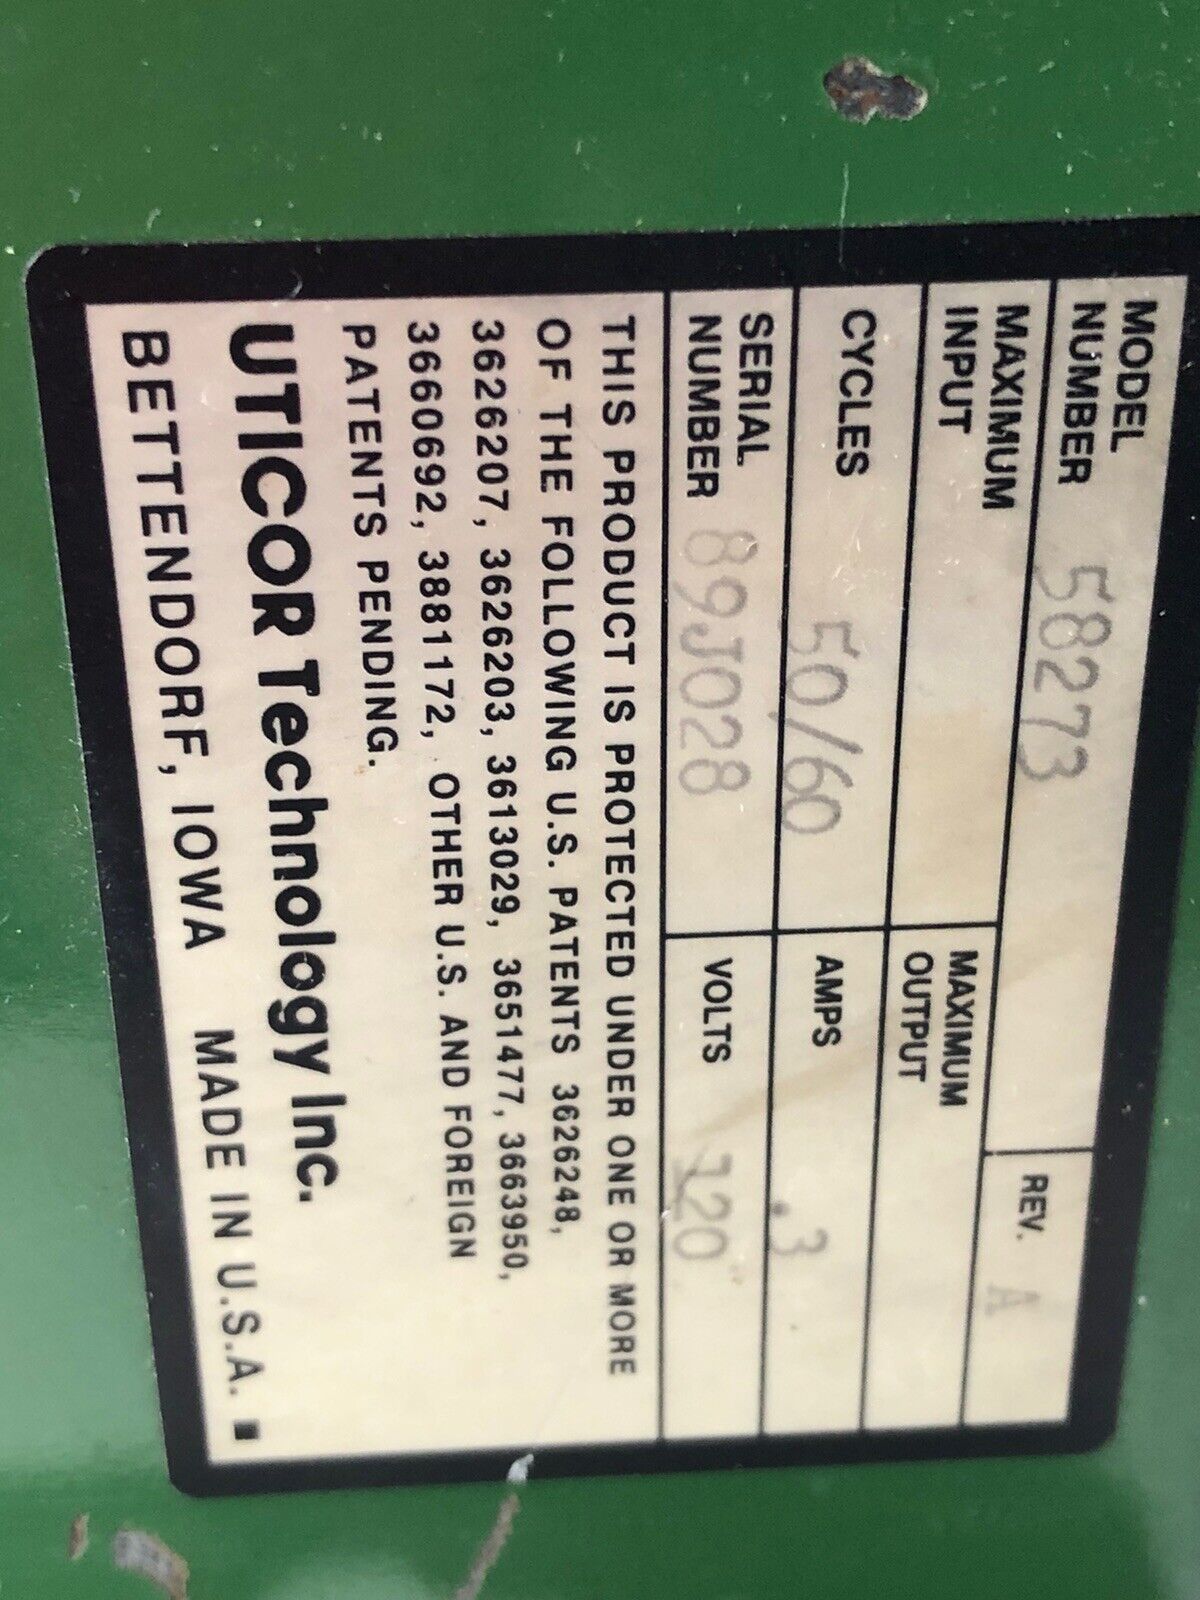 MODEL NUMBER 58273 REV. A
MAXIMUM INPUT MAXIMUM OUTPUT
CYCLES 50/60 AMPS .3
SERIAL NUMBER 89J028 VOLTS 120
THIS PRODUCT IS PROTECTED UNDER ONE OR MORE
OF THE FOLLOWING U.S. PATENTS 3626248,
3626207, 3626203, 3613029, 3651477, 3663950,
3660692, 3881172, OTHER U.S. AND FOREIGN
PATENTS PENDING.
UTICOR Technology Inc.
BETTENDORF, IOWA MADE IN U.S.A.